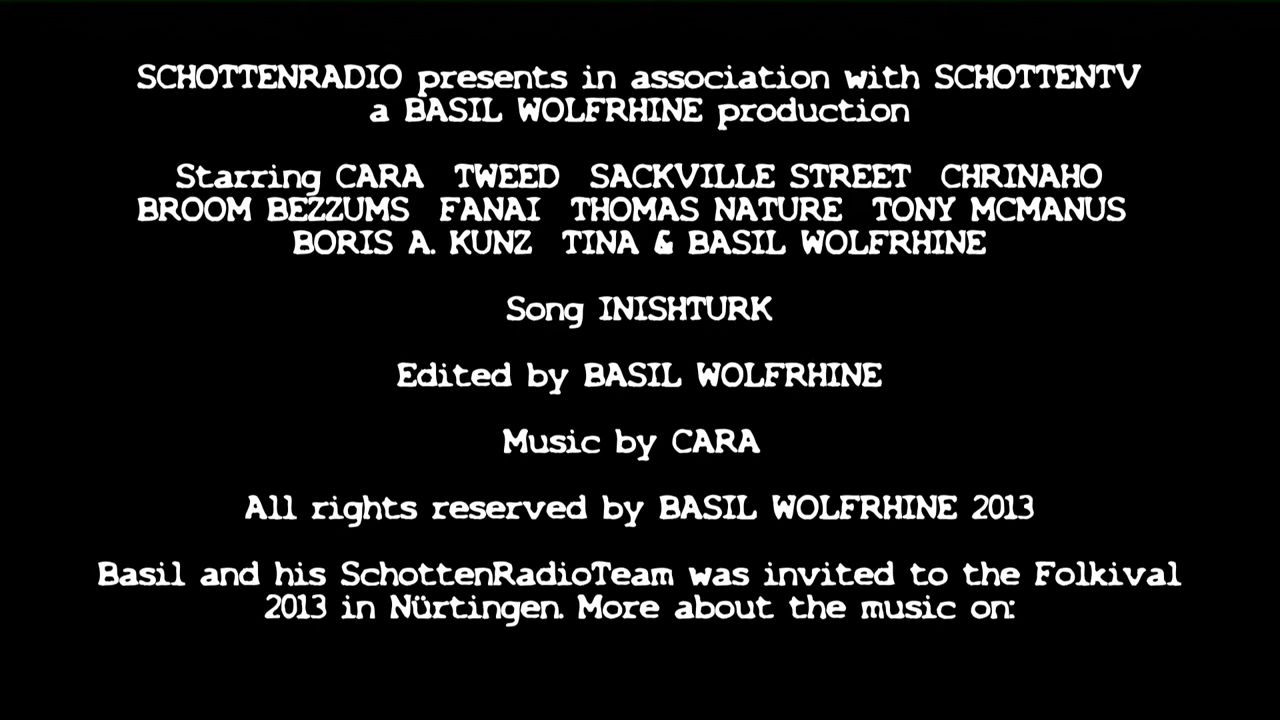 SCHOTTENRADIO presents in association with SCHOTTENTV
a BASIL WOLFRHINE production
Starring CARA TWEED SACKVILLE STREET CHRINAHO
BROOM BEZZUMS FANAI THOMAS NATURE TONY MCMANUS
BORIS A. KUNZ TINA & BASIL WOLFRHINE
Song INISHTURK
Edited by BASIL WOLFRHINE
Music by CARA
All rights reserved by BASIL WOLFRHINE 2013
Basil and his SchottenRadioTeam was invited to the Folkival
2013 in Nürtingen. More about the music on: